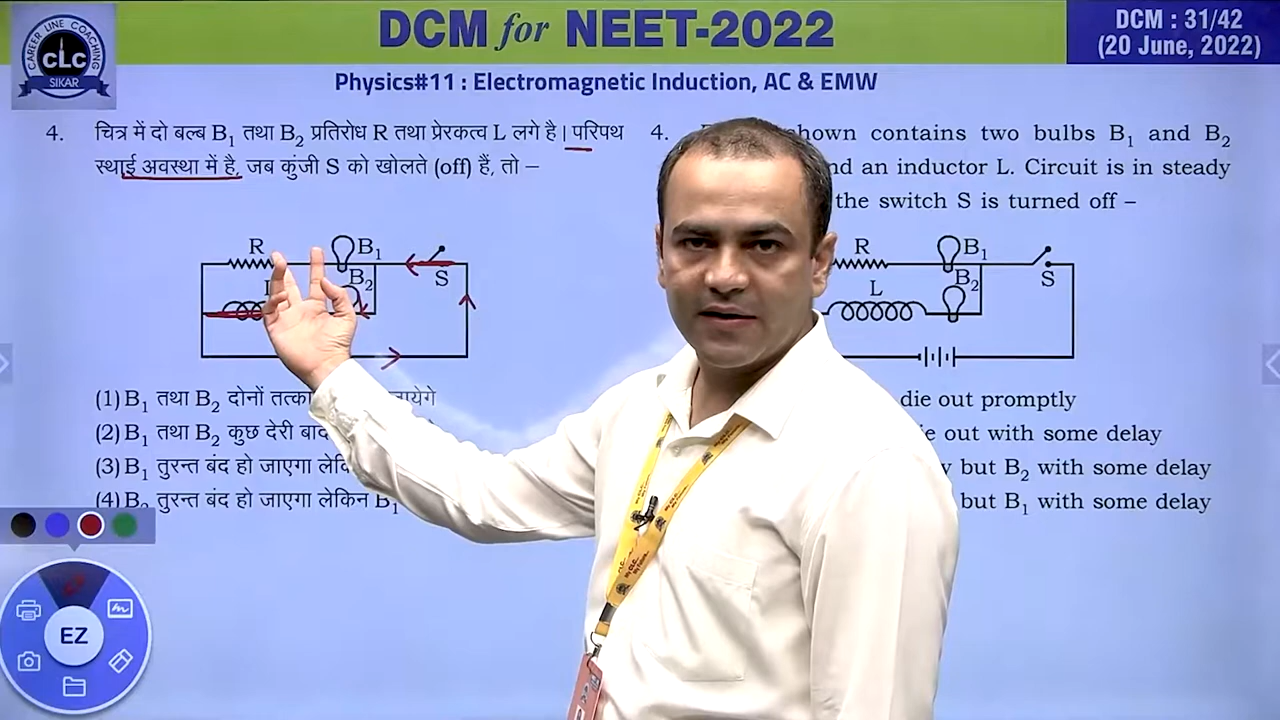 DCM for NEET-2022
DCM : 31/42
(20 June, 2022)
CAREER LINE COACHING
CLC
SIKAR
Physics#11 : Electromagnetic Induction, AC & EMW
4. चित्र में दो बल्ब B₁ तथा B₂ प्रतिरोध R तथा प्रेरकत्व L लगे है। परिपथ
स्थाई अवस्था में है, जब कुंजी S को खोलते (off) हैं, तो –
R B₁
B₂ S
(1) B₁ तथा B₂ दोनों
(2) B₁ तथा B₂ कुछ देरी बाद
(3) B₁ तुरन्त बंद हो जाएगा
(4) B₂ तुरन्त बंद हो जाएगा लेकिन B₁
4. contains two bulbs B₁ and B₂
an inductor L. Circuit is in steady
the switch S is turned off –
R B₁
L B₂ S
die out promptly
out with some delay
but B₂ with some delay
but B₁ with some delay
EZ